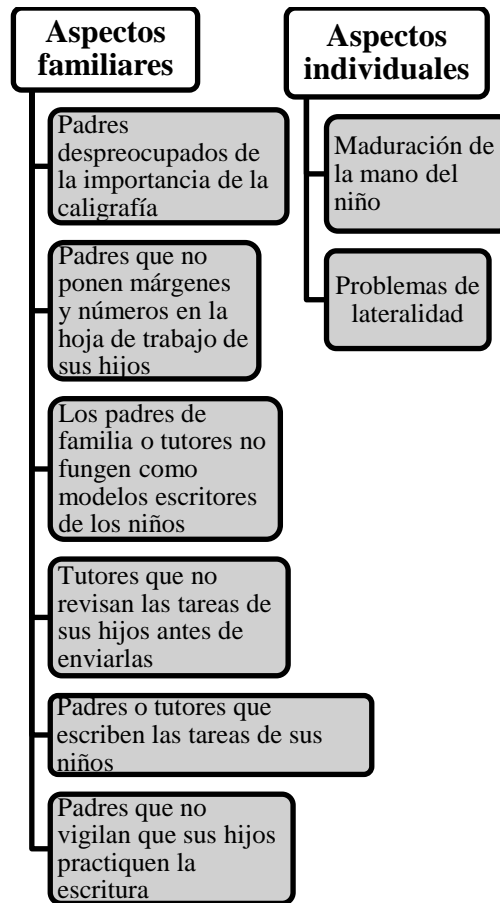 Aspectos
familiares
Padres
despreocupados de
la importancia de la
caligrafía
Padres que no
ponen márgenes
y números en la
hoja de trabajo de
sus hijos
Los padres de
familia o tutores no
fungen como
modelos escritores
de los niños
Tutores que no
revisan las tareas de
sus hijos antes de
enviarlas
Padres o tutores que
escriben las tareas de sus
niños
Padres que no
vigilan que sus hijos
practiquen la
escritura
Aspectos
individuales
Maduración de
la mano del
niño
Problemas de
lateralidad